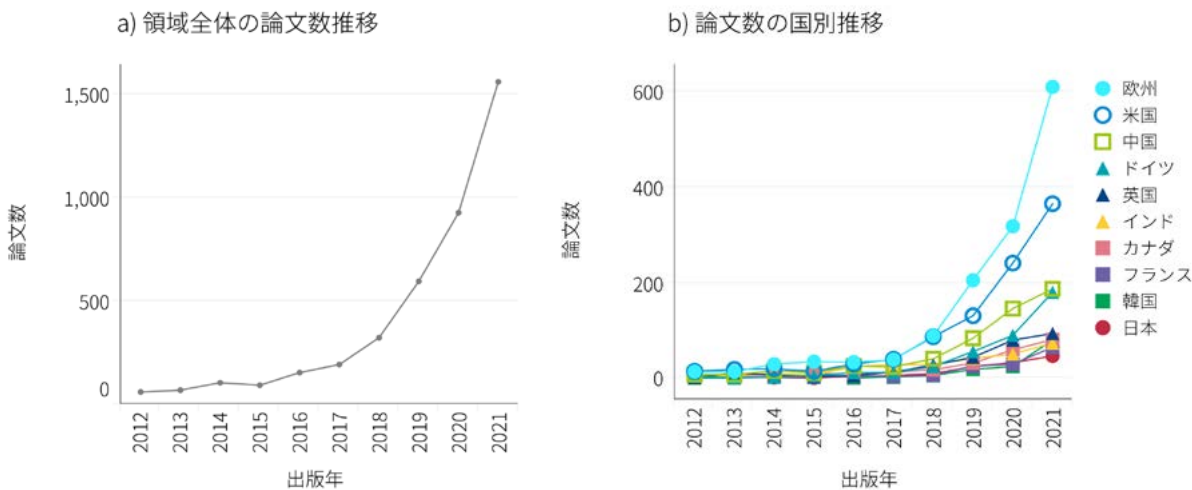 a) 領域全体の論文数推移
1,500
1,000
500
0
論文数
2012
2013
2014
2015
2016
2017
2018
2019
2020
2021
出版年
b) 論文数の国別推移
600
400
200
0
論文数
2012
2013
2014
2015
2016
2017
2018
2019
2020
2021
出版年
欧州
米国
中国
ドイツ
英国
インド
カナダ
フランス
韓国
日本